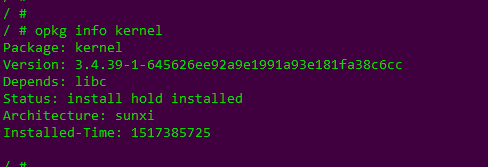 / #
/ #
/ # opkg info kernel
Package: kernel
Version: 3.4.39-1-645626ee92a9e1991a93e181fa38c6cc
Depends: libc
Status: install hold installed
Architecture: sunxi
Installed-Time: 1517385725
/ #